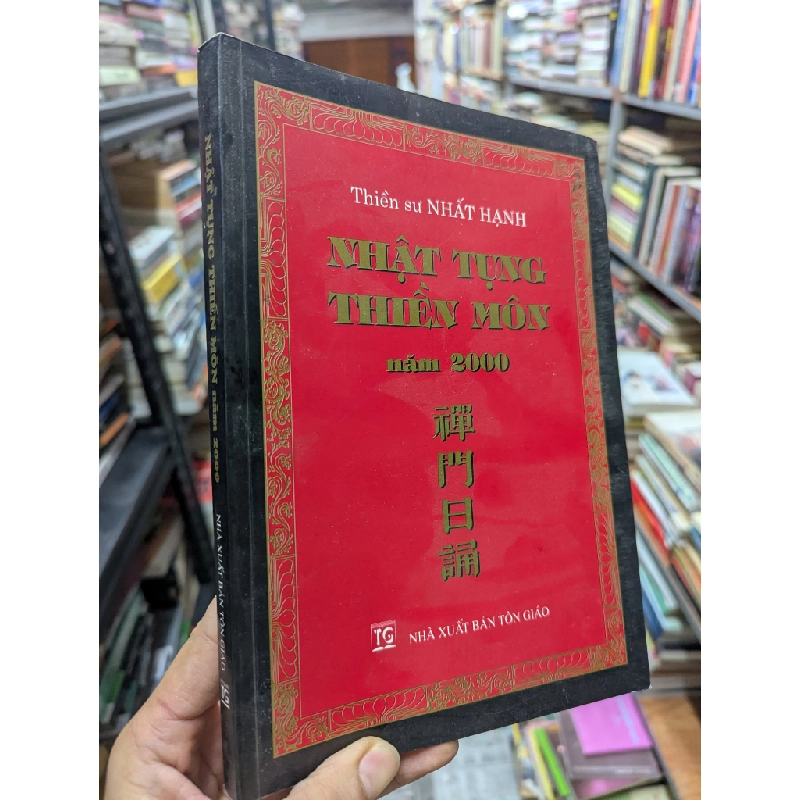 Thiền sư NHẤT HẠNH
NHẬT TỤNG
THIỀN MÔN
năm 2000
禪
門
日
誦
TG
NHÀ XUẤT BẢN TÔN GIÁO
NHẬT TỤNG THIỀN MÔN năm 2000
NHÀ XUẤT BẢN TÔN GIÁO